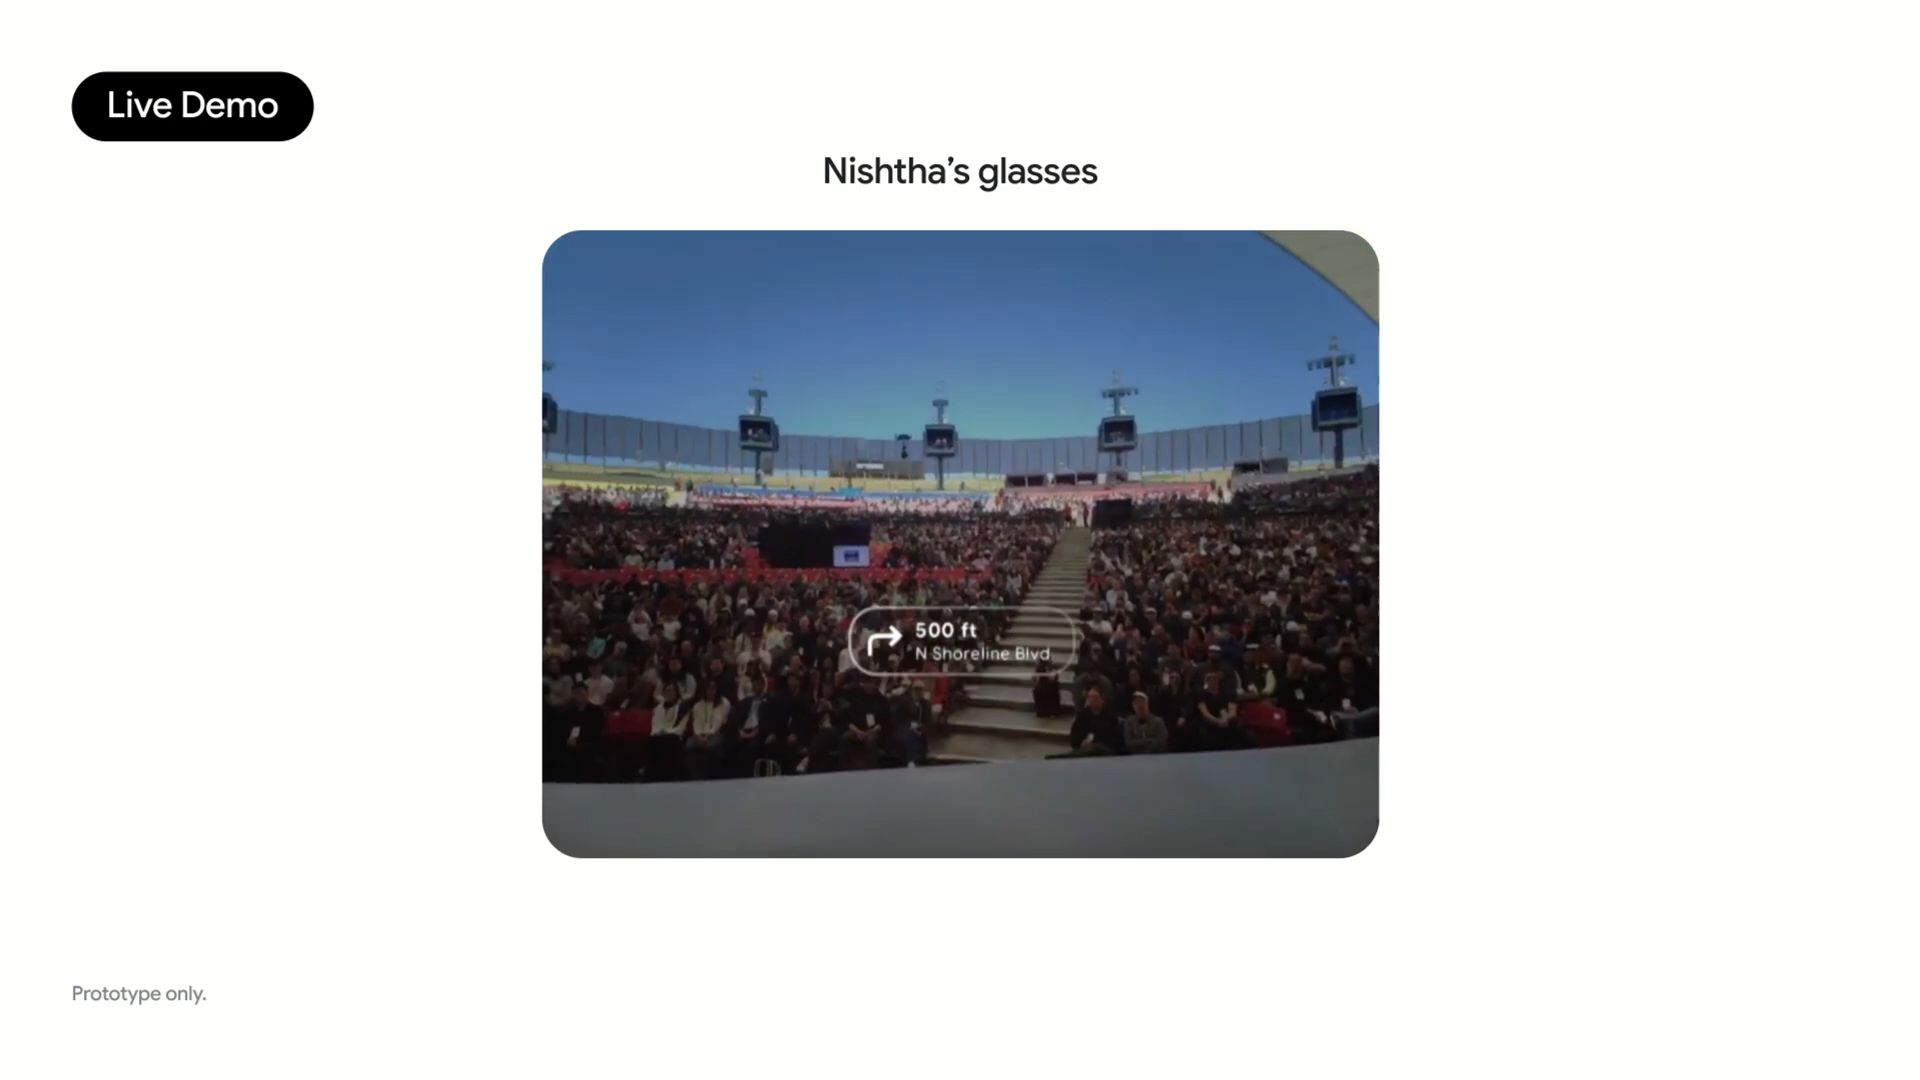 Live Demo
Nishtha’s glasses
500 ft
N Shoreline Blvd
Prototype only.